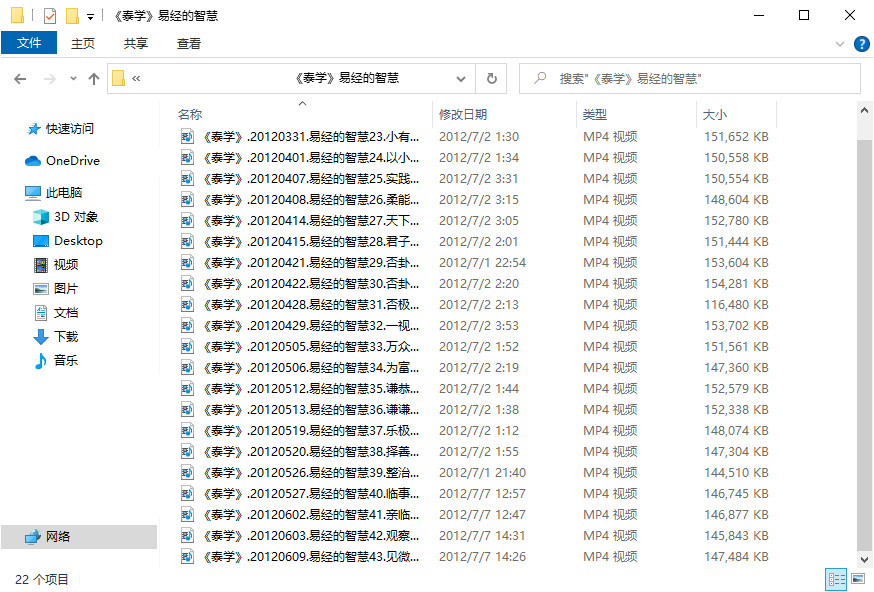 《泰学》易经的智慧
文件 主页 共享 查看
« 《泰学》易经的智慧 搜索"《泰学》易经的智慧"
快速访问
OneDrive
此电脑
3D 对象
Desktop
视频
图片
文档
下载
音乐
网络
名称 修改日期 类型 大小
《泰学》.20120331.易经的智慧23.小有... 2012/7/2 1:30 MP4 视频 151,652 KB
《泰学》.20120401.易经的智慧24.以小... 2012/7/2 1:34 MP4 视频 150,558 KB
《泰学》.20120407.易经的智慧25.实践... 2012/7/2 3:31 MP4 视频 150,554 KB
《泰学》.20120408.易经的智慧26.柔能... 2012/7/2 3:15 MP4 视频 148,604 KB
《泰学》.20120414.易经的智慧27.天下... 2012/7/2 3:05 MP4 视频 152,780 KB
《泰学》.20120415.易经的智慧28.君子... 2012/7/2 2:01 MP4 视频 151,444 KB
《泰学》.20120421.易经的智慧29.否卦... 2012/7/1 22:54 MP4 视频 153,604 KB
《泰学》.20120422.易经的智慧30.否卦... 2012/7/2 2:20 MP4 视频 154,281 KB
《泰学》.20120428.易经的智慧31.否极... 2012/7/2 2:13 MP4 视频 116,480 KB
《泰学》.20120429.易经的智慧32.一视... 2012/7/2 3:53 MP4 视频 153,702 KB
《泰学》.20120505.易经的智慧33.万众... 2012/7/2 1:52 MP4 视频 151,561 KB
《泰学》.20120506.易经的智慧34.为富... 2012/7/2 2:19 MP4 视频 147,360 KB
《泰学》.20120512.易经的智慧35.谦恭... 2012/7/2 1:44 MP4 视频 152,579 KB
《泰学》.20120513.易经的智慧36.谦谦... 2012/7/2 1:38 MP4 视频 152,338 KB
《泰学》.20120519.易经的智慧37.乐极... 2012/7/2 1:12 MP4 视频 148,074 KB
《泰学》.20120520.易经的智慧38.择善... 2012/7/2 1:55 MP4 视频 147,304 KB
《泰学》.20120526.易经的智慧39.整治... 2012/7/1 21:40 MP4 视频 144,510 KB
《泰学》.20120527.易经的智慧40.临事... 2012/7/7 12:57 MP4 视频 146,745 KB
《泰学》.20120602.易经的智慧41.亲临... 2012/7/7 12:47 MP4 视频 146,877 KB
《泰学》.20120603.易经的智慧42.观察... 2012/7/7 14:31 MP4 视频 145,843 KB
《泰学》.20120609.易经的智慧43.见微... 2012/7/7 14:26 MP4 视频 147,484 KB
22 个项目